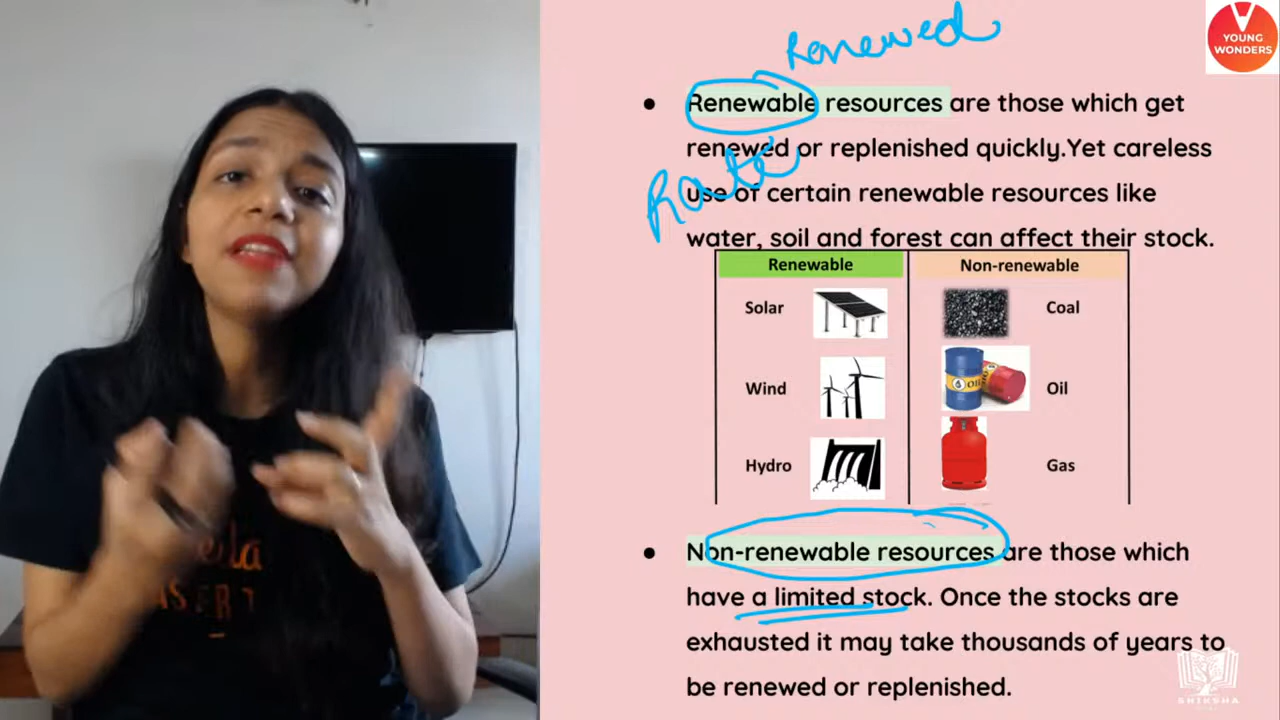 Renewed
YOUNG
WONDERS
● Renewable resources are those which get
renewed or replenished quickly.Yet careless
Rate
use of certain renewable resources like
water, soil and forest can affect their stock.
Renewable Non-renewable
Solar Coal
Wind OIL Oil
Hydro Gas
● Non-renewable resources are those which
have a limited stock. Once the stocks are
exhausted it may take thousands of years to
be renewed or replenished.
SHIKSHA